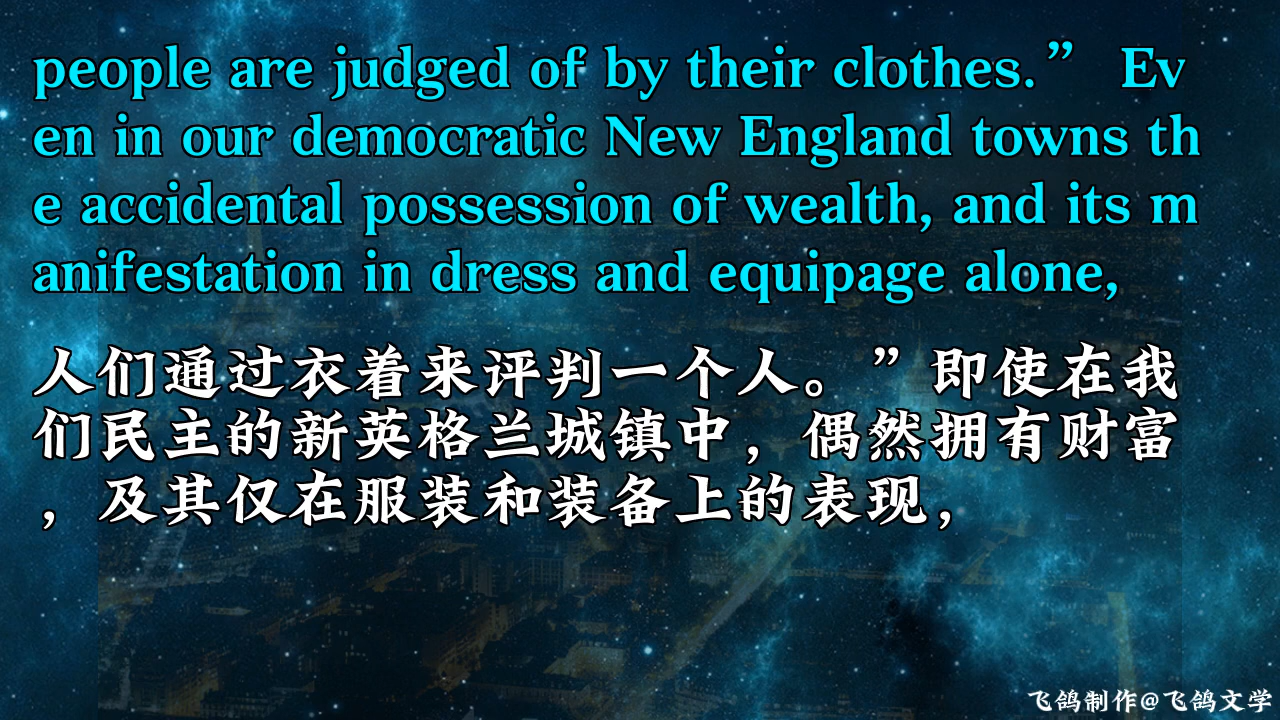 people are judged of by their clothes.” Ev
en in our democratic New England towns th
e accidental possession of wealth, and its m
anifestation in dress and equipage alone,
人们通过衣着来评判一个人。”即使在我
们民主的新英格兰城镇中，偶然拥有财富
，及其仅在服装和装备上的表现，
飞鸽制作@飞鸽文学